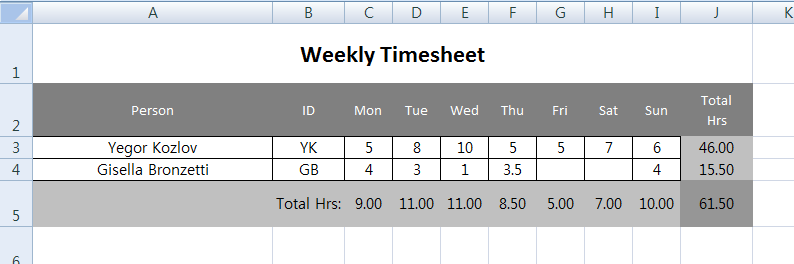 A B C D E F G H I J K
1 Weekly Timesheet
2 Person ID Mon Tue Wed Thu Fri Sat Sun Total Hrs
3 Yegor Kozlov YK 5 8 10 5 5 7 6 46.00
4 Gisella Bronzetti GB 4 3 1 3.5 4 15.50
5 Total Hrs: 9.00 11.00 11.00 8.50 5.00 7.00 10.00 61.50
6